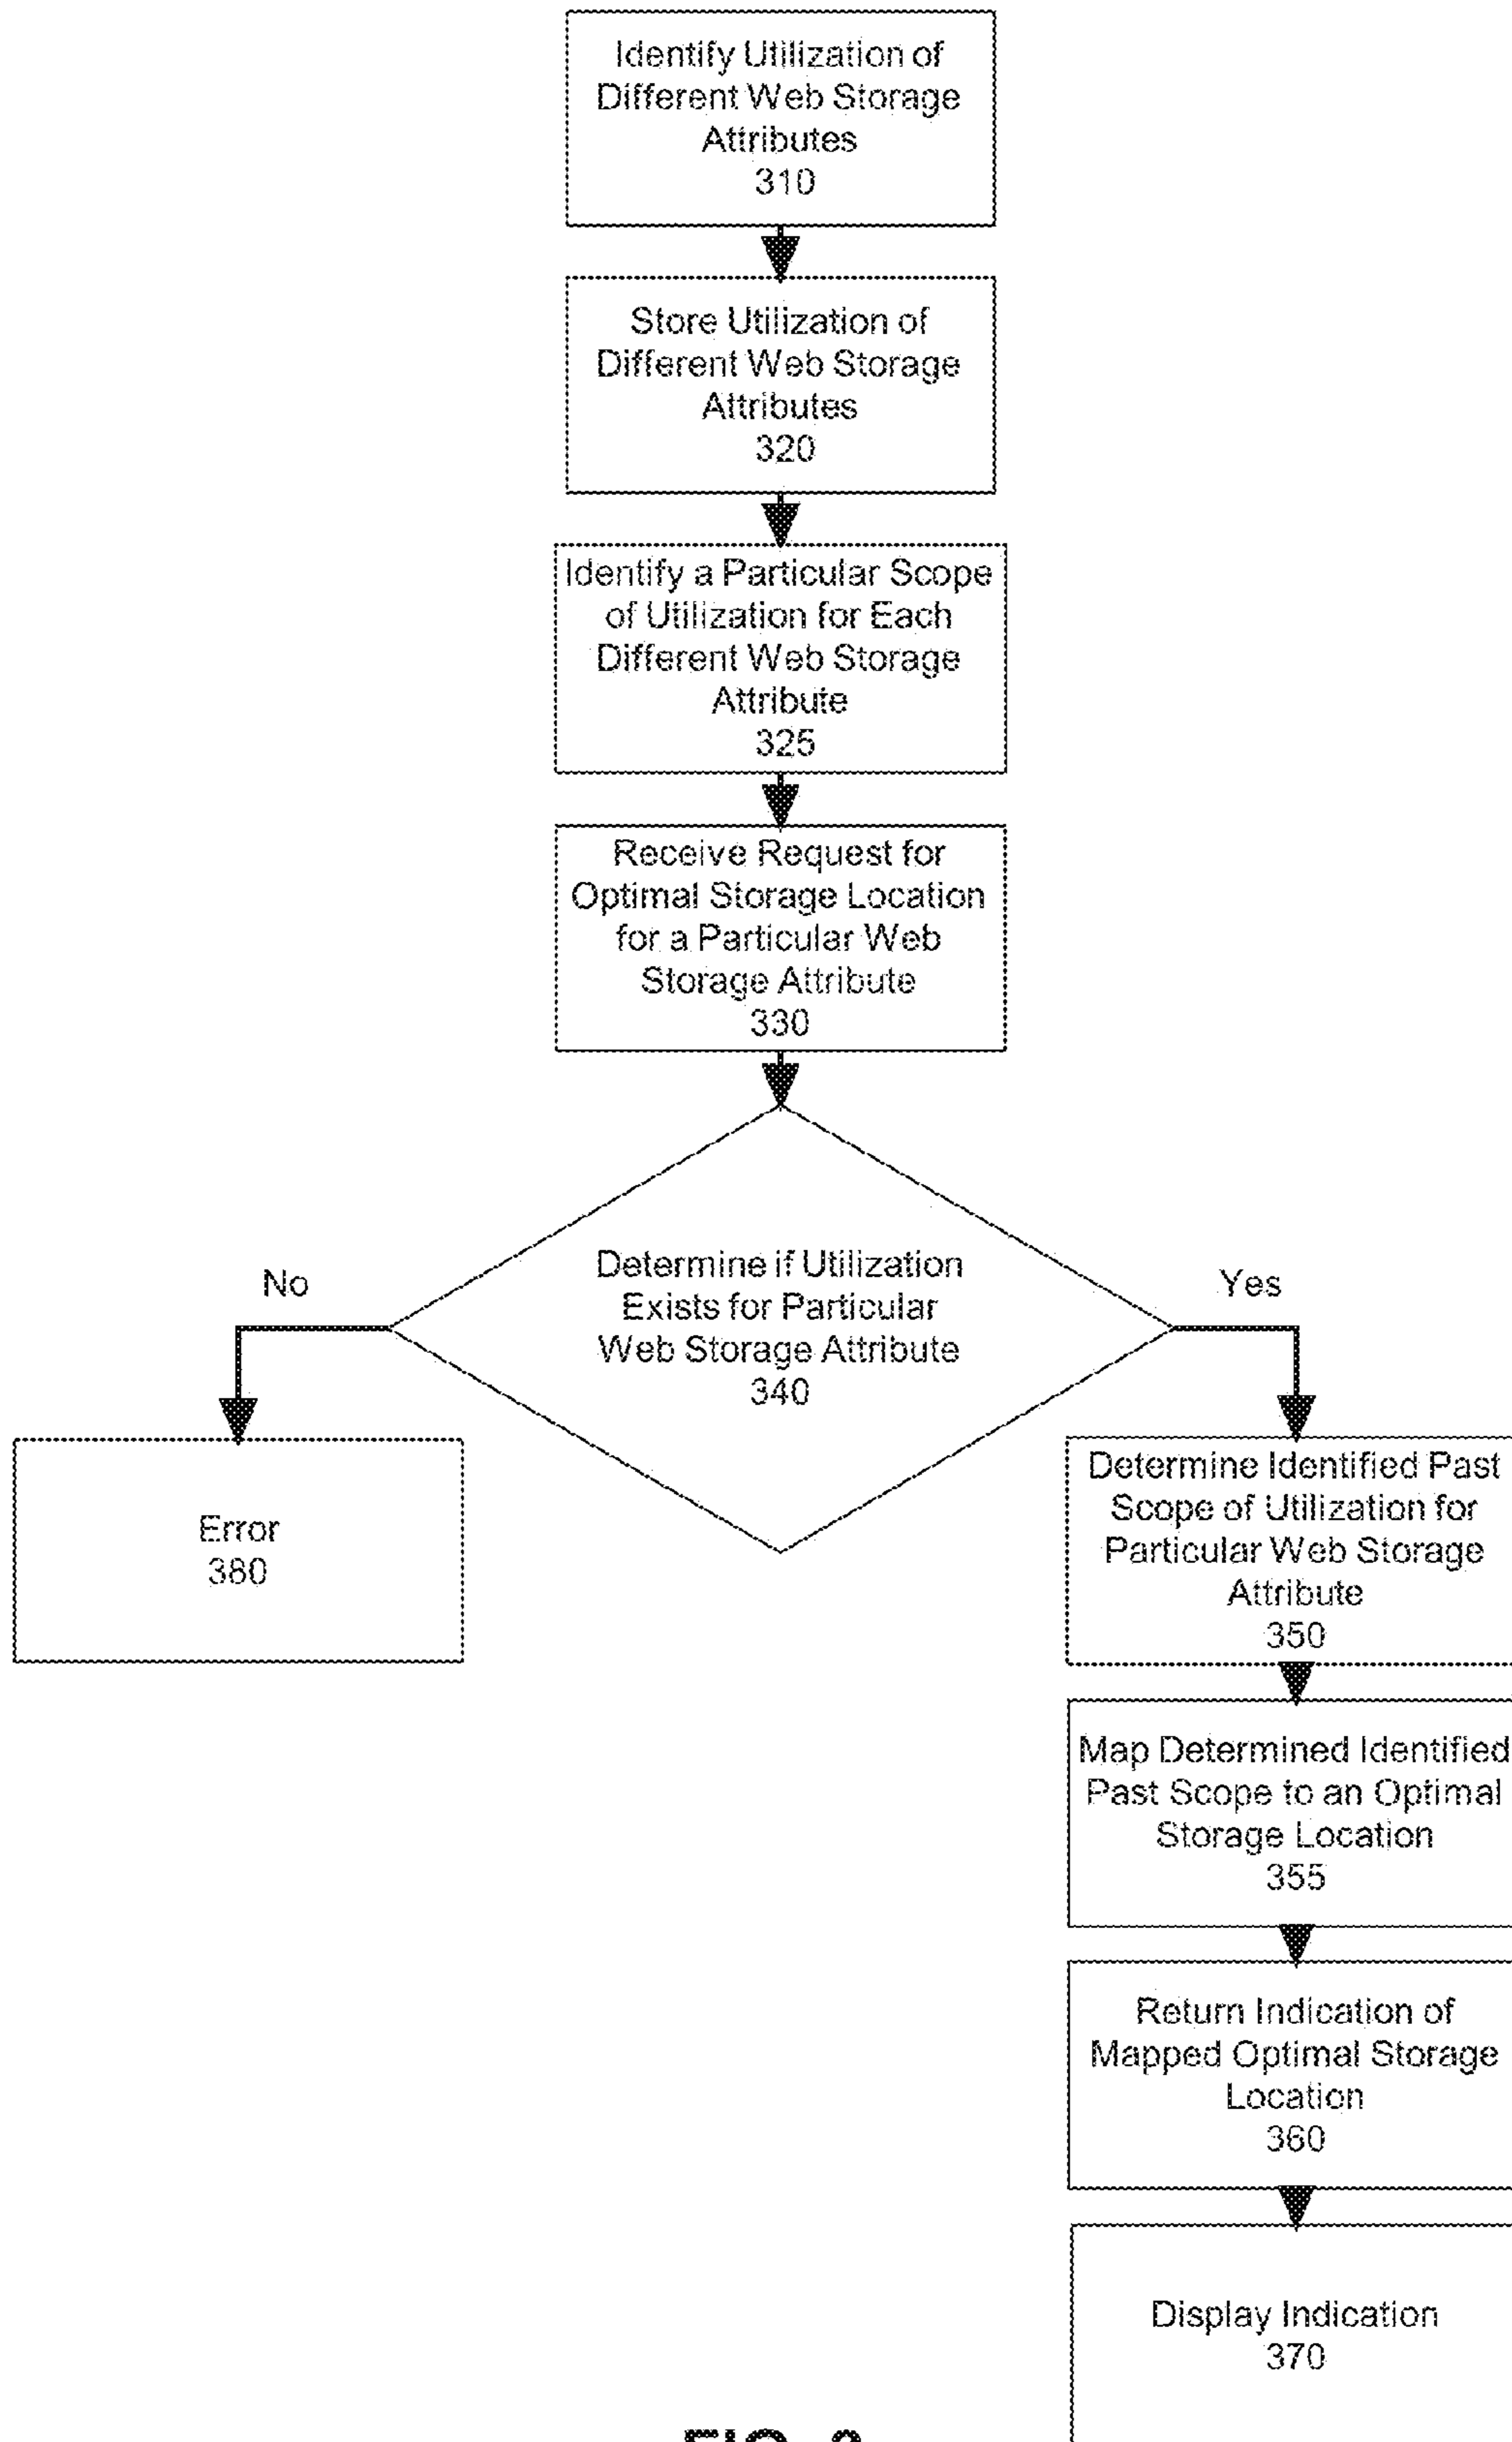 Identify Utilization of
Different Web Storage
Attributes
310
Store Utilization of
Different Web Storage
Attributes
320
Identify a Particular Scope
of Utilization for Each
Different Web Storage
Attribute
325
Receive Request for
Optimal Storage Location
for a Particular Web
Storage Attribute
330
Determine if Utilization
Exists for Particular
Web Storage Attribute
340
No
Yes
Error
380
Determine Identified Past
Scope of Utilization for
Particular Web Storage
Attribute
350
Map Determined Identified
Past Scope to an Optimal
Storage Location
355
Return Indication of
Mapped Optimal Storage
Location
360
Display Indication
370
FIG.